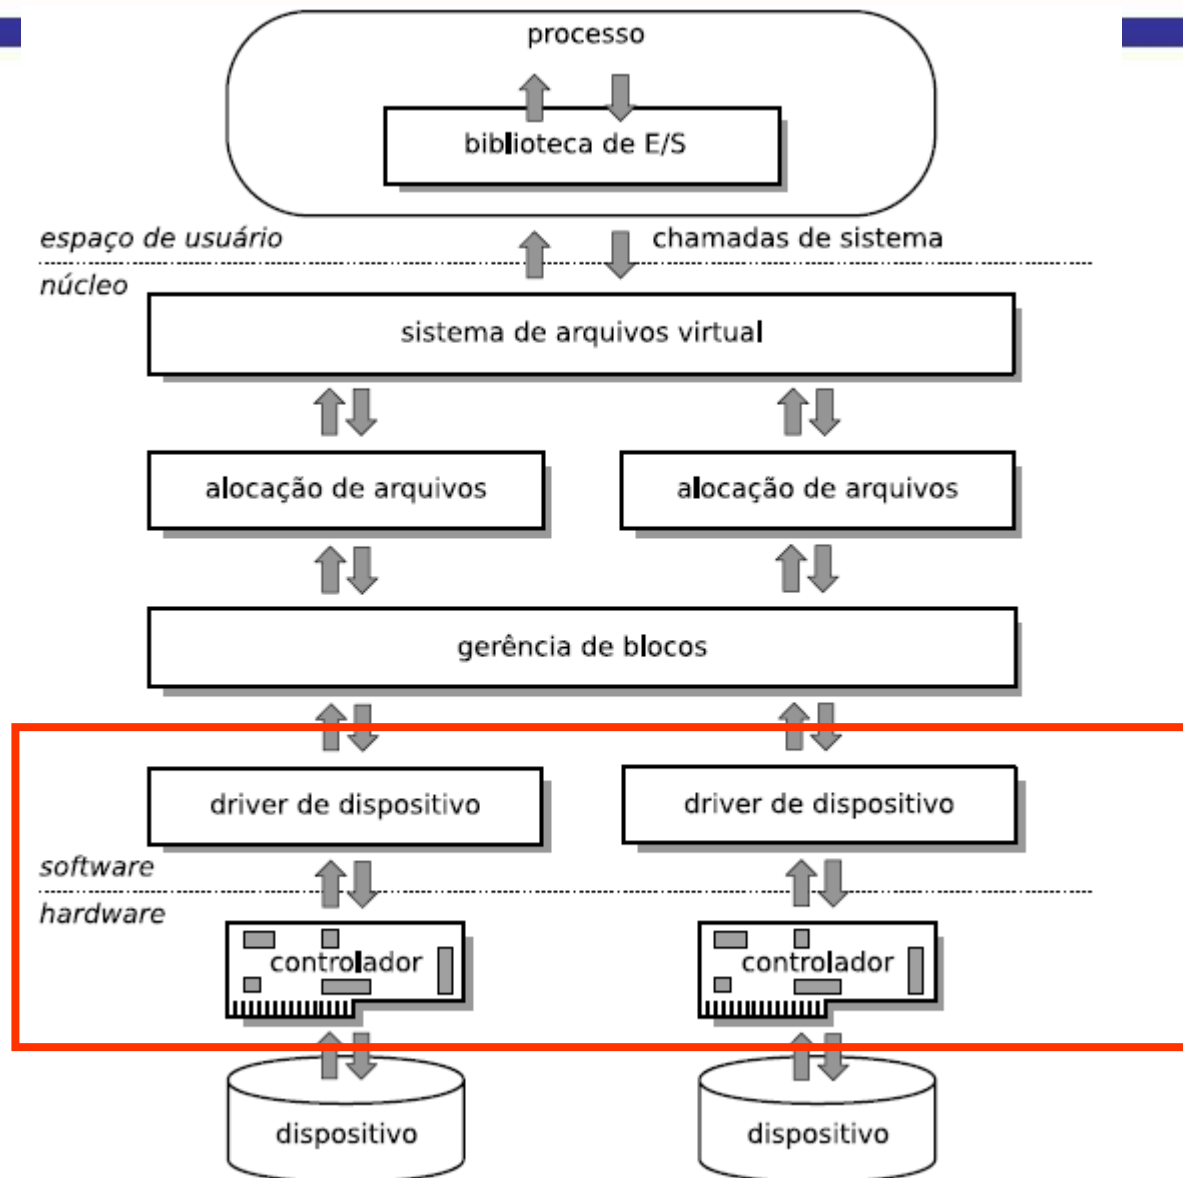 processo
biblioteca de E/S
espaço de usuário
chamadas de sistema
núcleo
sistema de arquivos virtual
alocação de arquivos
alocação de arquivos
gerência de blocos
driver de dispositivo
driver de dispositivo
software
hardware
controlador
controlador
dispositivo
dispositivo